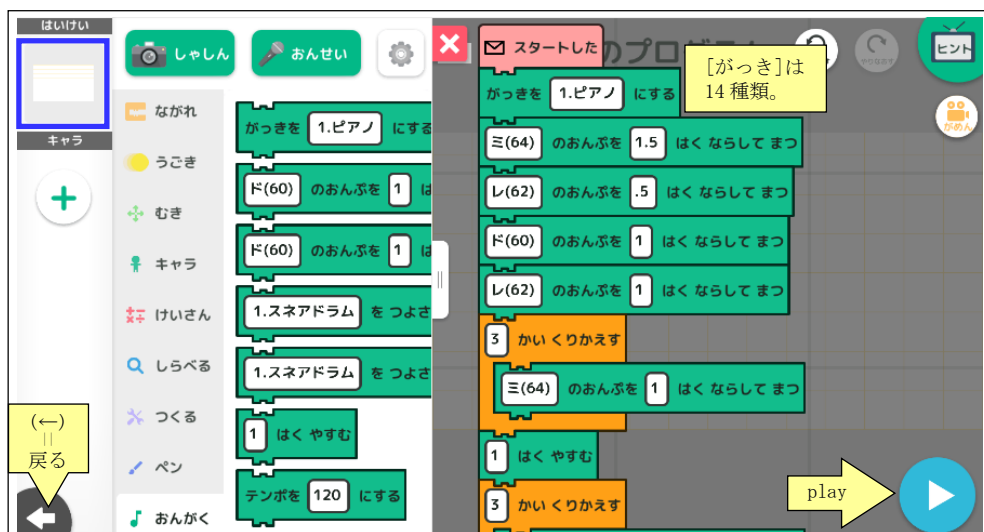 はいけい
キャラ
(←)
||
戻る
しゃしん
おんせい
ながれ
うごき
むき
キャラ
けいさん
しらべる
つくる
ペン
おんがく
がっきを 1.ピアノ にする
ド(60) のおんぷを 1 は
ド(60) のおんぷを 1 は
1.スネアドラム を つよさ
1.スネアドラム を つよさ
1 はく やすむ
テンポを 120 にする
スタートした
のプログラム
がっきを 1.ピアノ にする
ミ(64) のおんぷを 1.5 はく ならして まつ
レ(62) のおんぷを .5 はく ならして まつ
ド(60) のおんぷを 1 はく ならして まつ
レ(62) のおんぷを 1 はく ならして まつ
3 かい くりかえす
ミ(64) のおんぷを 1 はく ならして まつ
1 はく やすむ
3 かい くりかえす
[がっき]は
14種類。
ヒント
がめん
play